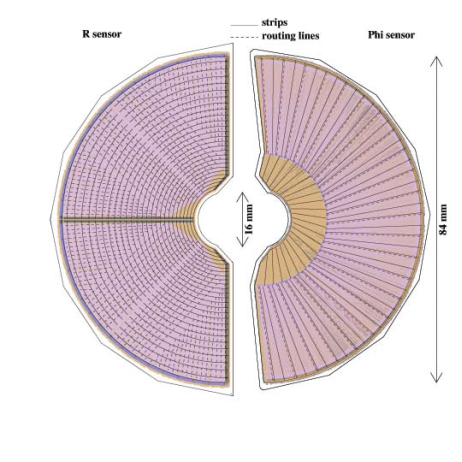 strips
R sensor
routing lines
Phi sensor
16 mm
84 mm